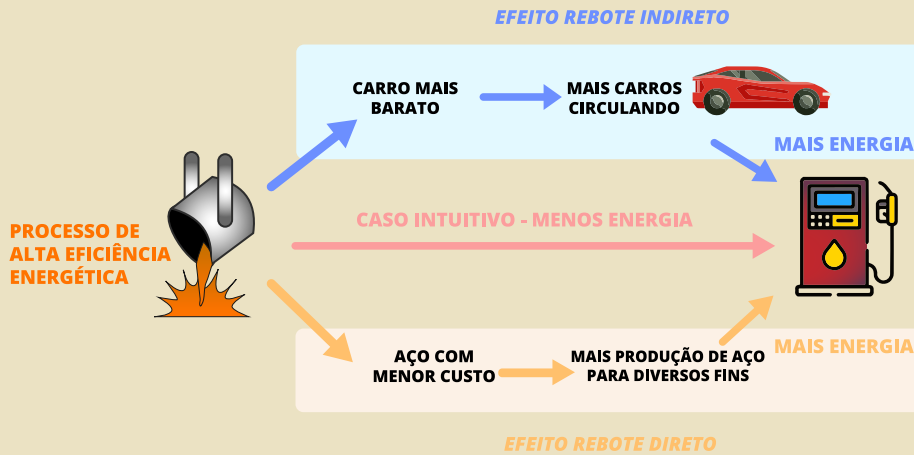 EFEITO REBOTE INDIRETO
CARRO MAIS
BARATO
MAIS CARROS
CIRCULANDO
MAIS ENERGIA
CASO INTUITIVO - MENOS ENERGIA
PROCESSO DE
ALTA EFICIÊNCIA
ENERGÉTICA
AÇO COM
MENOR CUSTO
MAIS PRODUÇÃO DE AÇO
PARA DIVERSOS FINS
MAIS ENERGIA
EFEITO REBOTE DIRETO